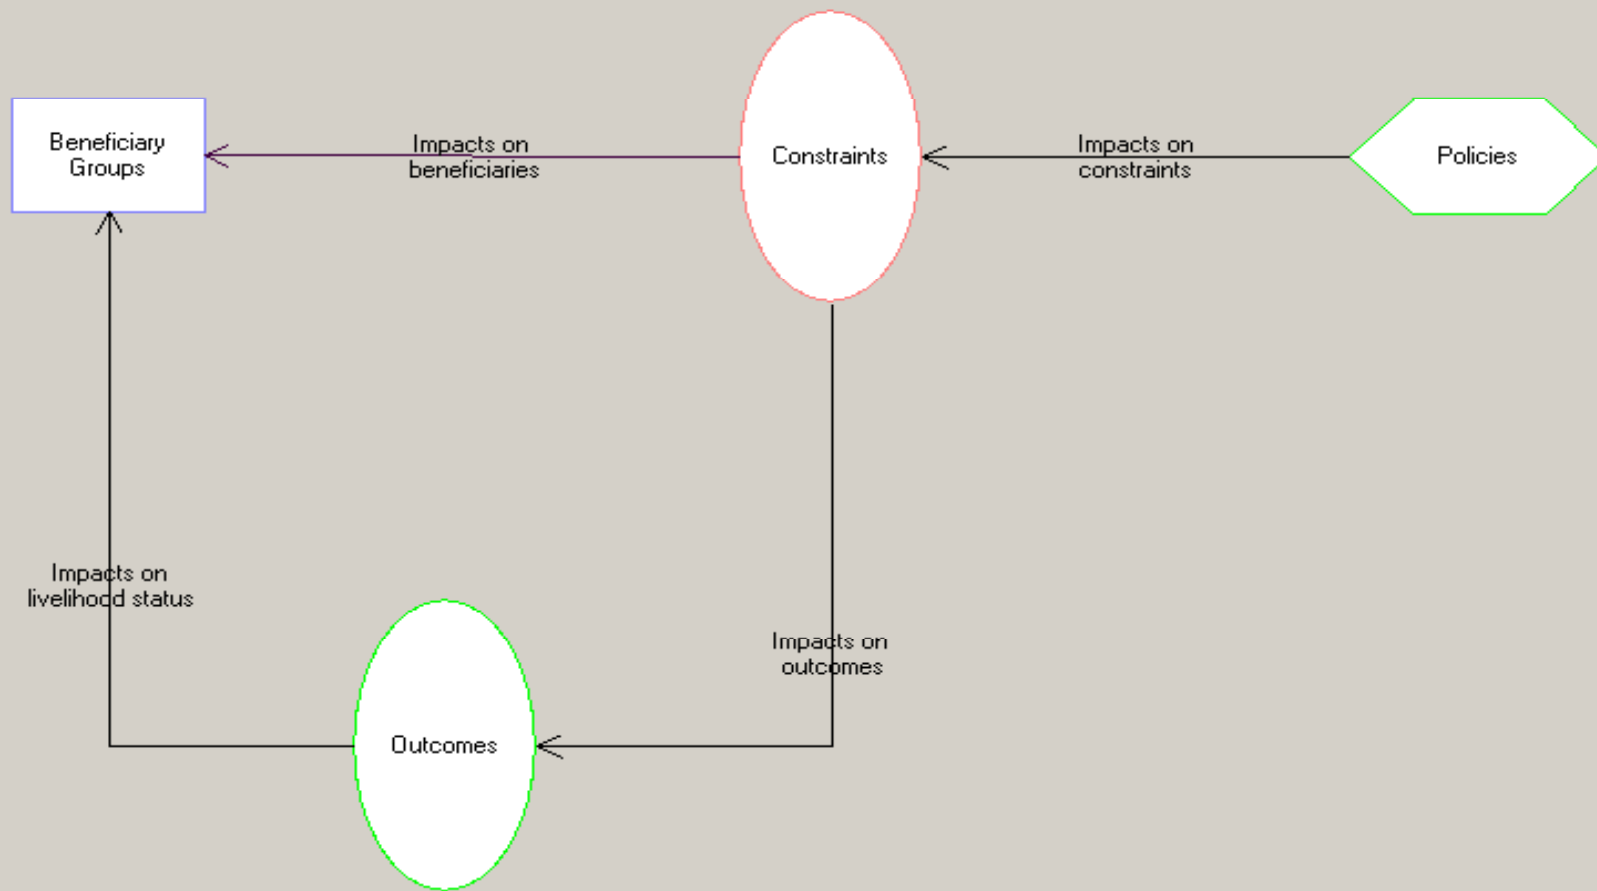 Beneficiary
Groups
Impacts on
beneficiaries
Constraints
Impacts on
constraints
Policies
Impacts on
livelihood status
Outcomes
Impacts on
outcomes